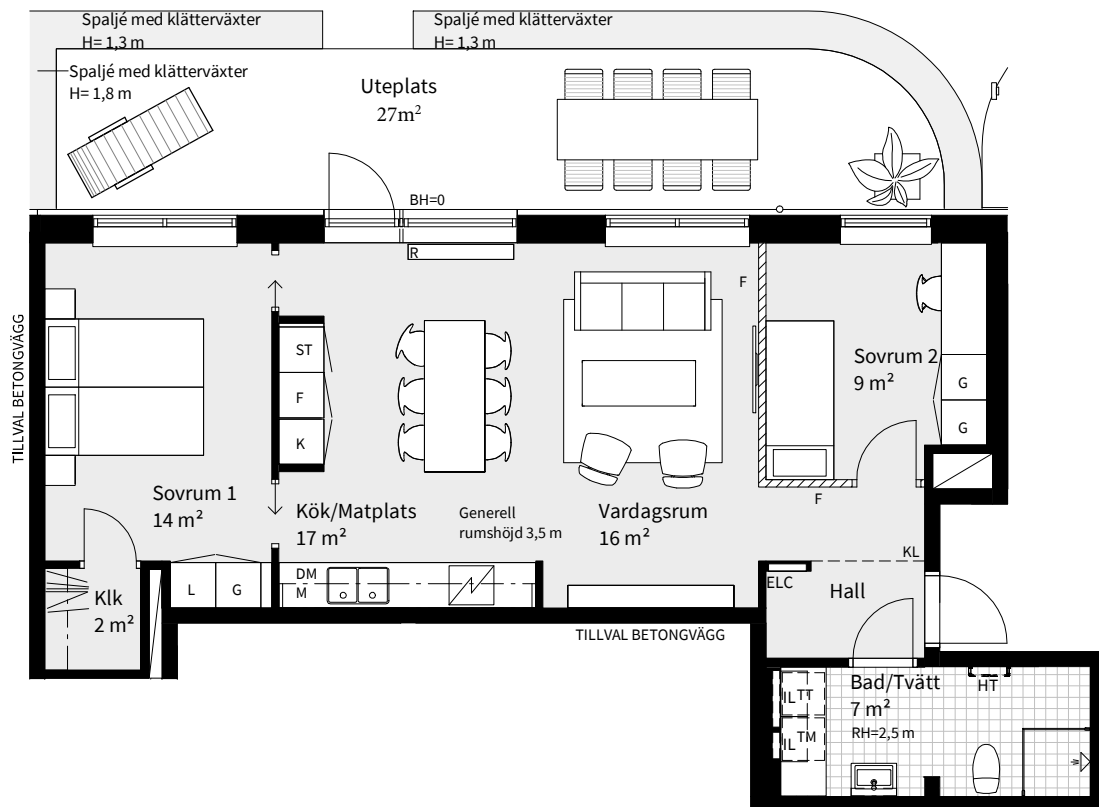 Spaljé med klätterväxter
H= 1,3 m
Spaljé med klätterväxter
H= 1,3 m
Spaljé med klätterväxter
H= 1,8 m
Uteplats
27m²
BH=0
R
F
TILLVAL BETONGVÄGG
ST
F
K
Sovrum 2
9 m²
G
G
Sovrum 1
14 m²
Kök/Matplats
17 m²
Generell
rumshöjd 3,5 m
Vardagsrum
16 m²
F
KL
DM
M
ELC
L
G
Klk
2 m²
Hall
TILLVAL BETONGVÄGG
Bad/Tvätt
7 m²
RH=2,5 m
HT
IL TT
IL TM